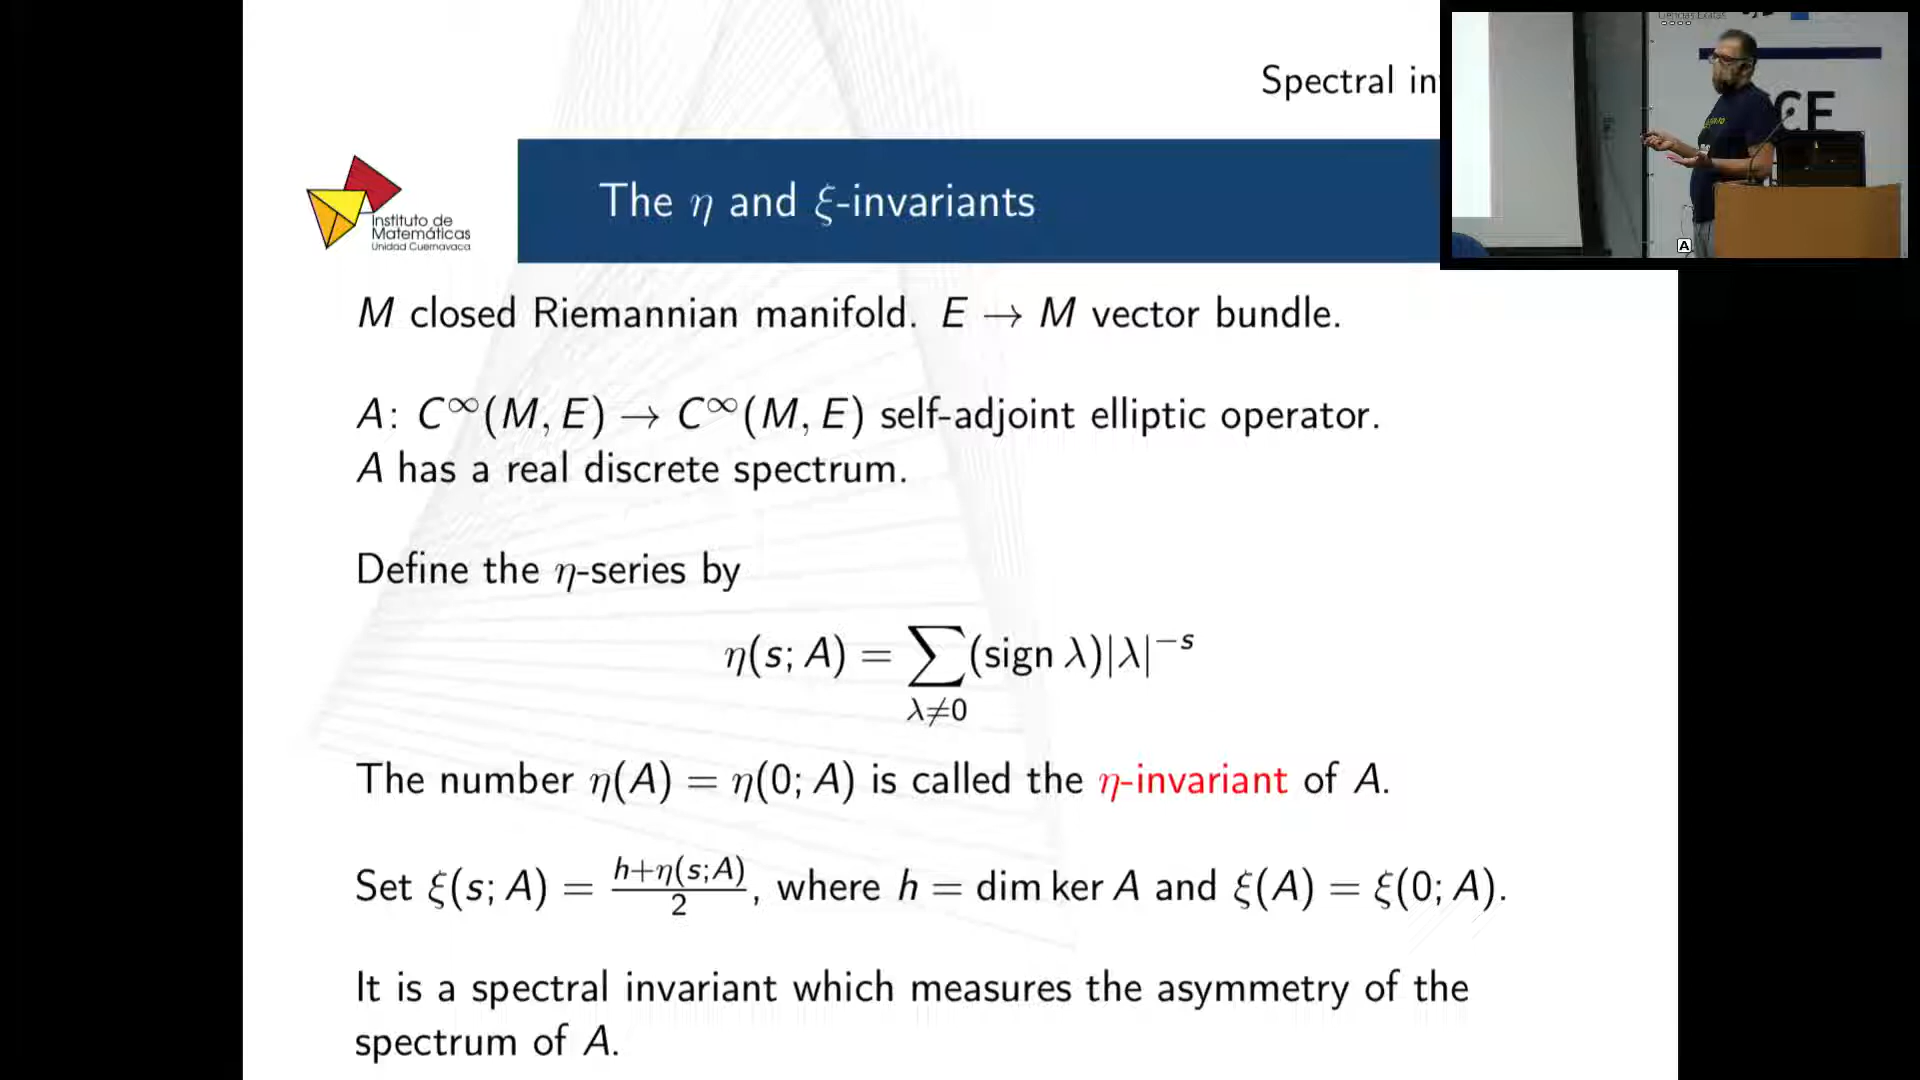 Spectral in
The η and ξ-invariants
Instituto de
Matemáticas
Unidad Cuernavaca
CE
A
M closed Riemannian manifold. E → M vector bundle.
A: C^∞(M, E) → C^∞(M, E) self-adjoint elliptic operator.
A has a real discrete spectrum.
Define the η-series by
η(s; A) = ∑_{λ≠0} (sign λ)|λ|^{−s}
The number η(A) = η(0; A) is called the η-invariant of A.
Set ξ(s; A) = \frac{h+η(s;A)}{2}, where h = dim ker A and ξ(A) = ξ(0; A).
It is a spectral invariant which measures the asymmetry of the
spectrum of A.